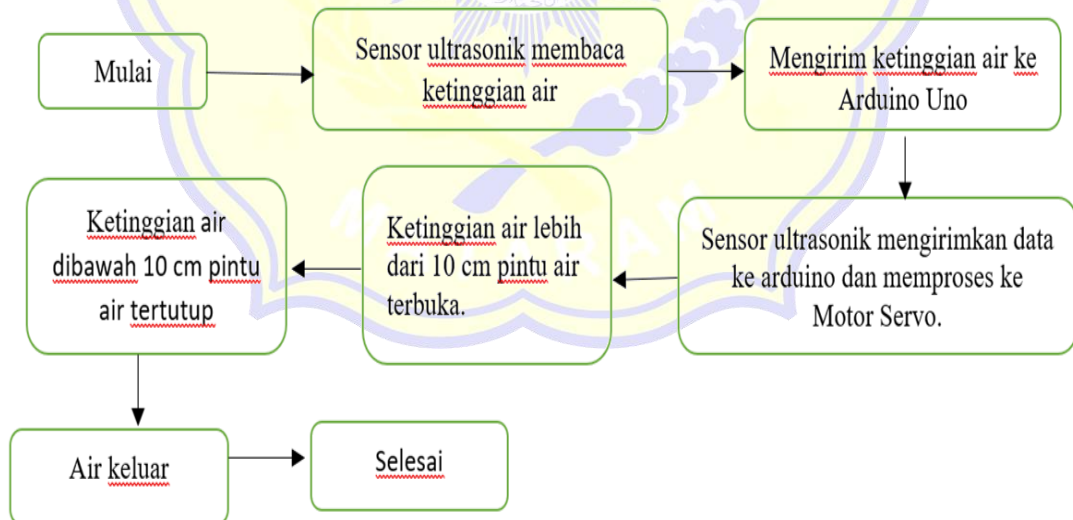 Mulai
Sensor ultrasonik membaca
ketinggian air
Mengirim ketinggian air ke
Arduino Uno
Sensor ultrasonik mengirimkan data
ke arduino dan memproses ke
Motor Servo.
Ketinggian air lebih
dari 10 cm pintu air
terbuka.
Ketinggian air
dibawah 10 cm pintu
air tertutup
Air keluar
Selesai